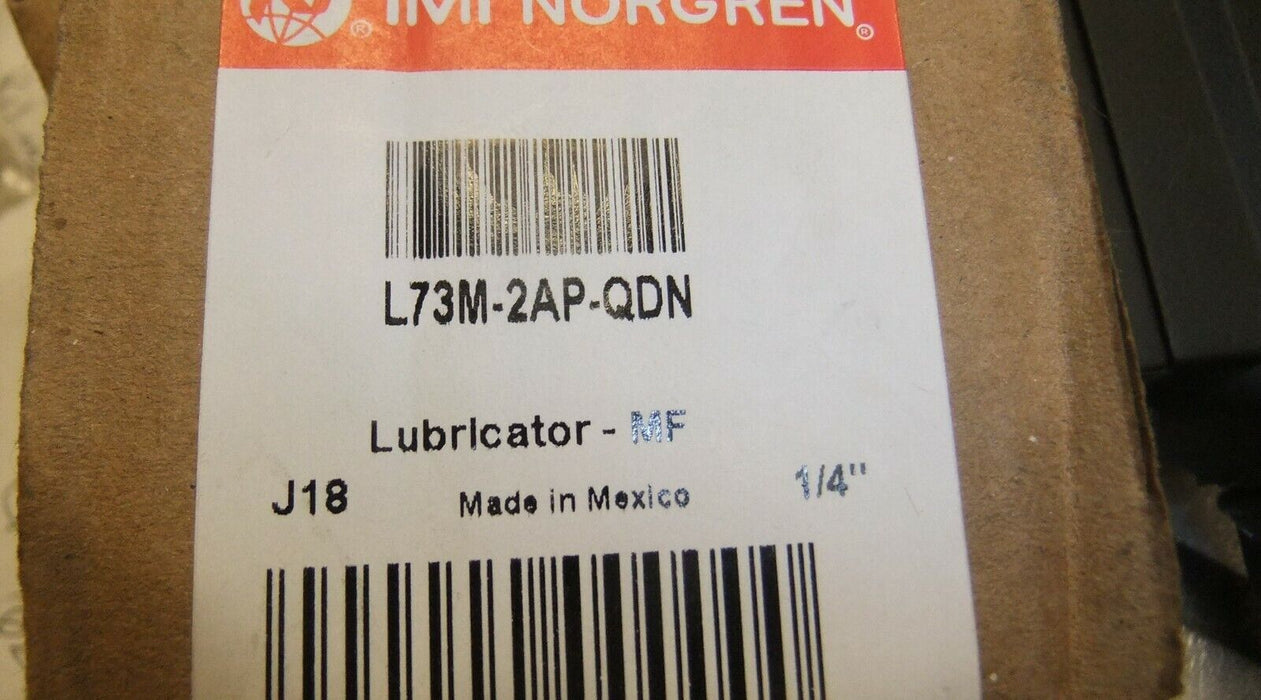 IMI NORGREN®
L73M-2AP-QDN
Lubricator - MF
J18 Made in Mexico 1/4"